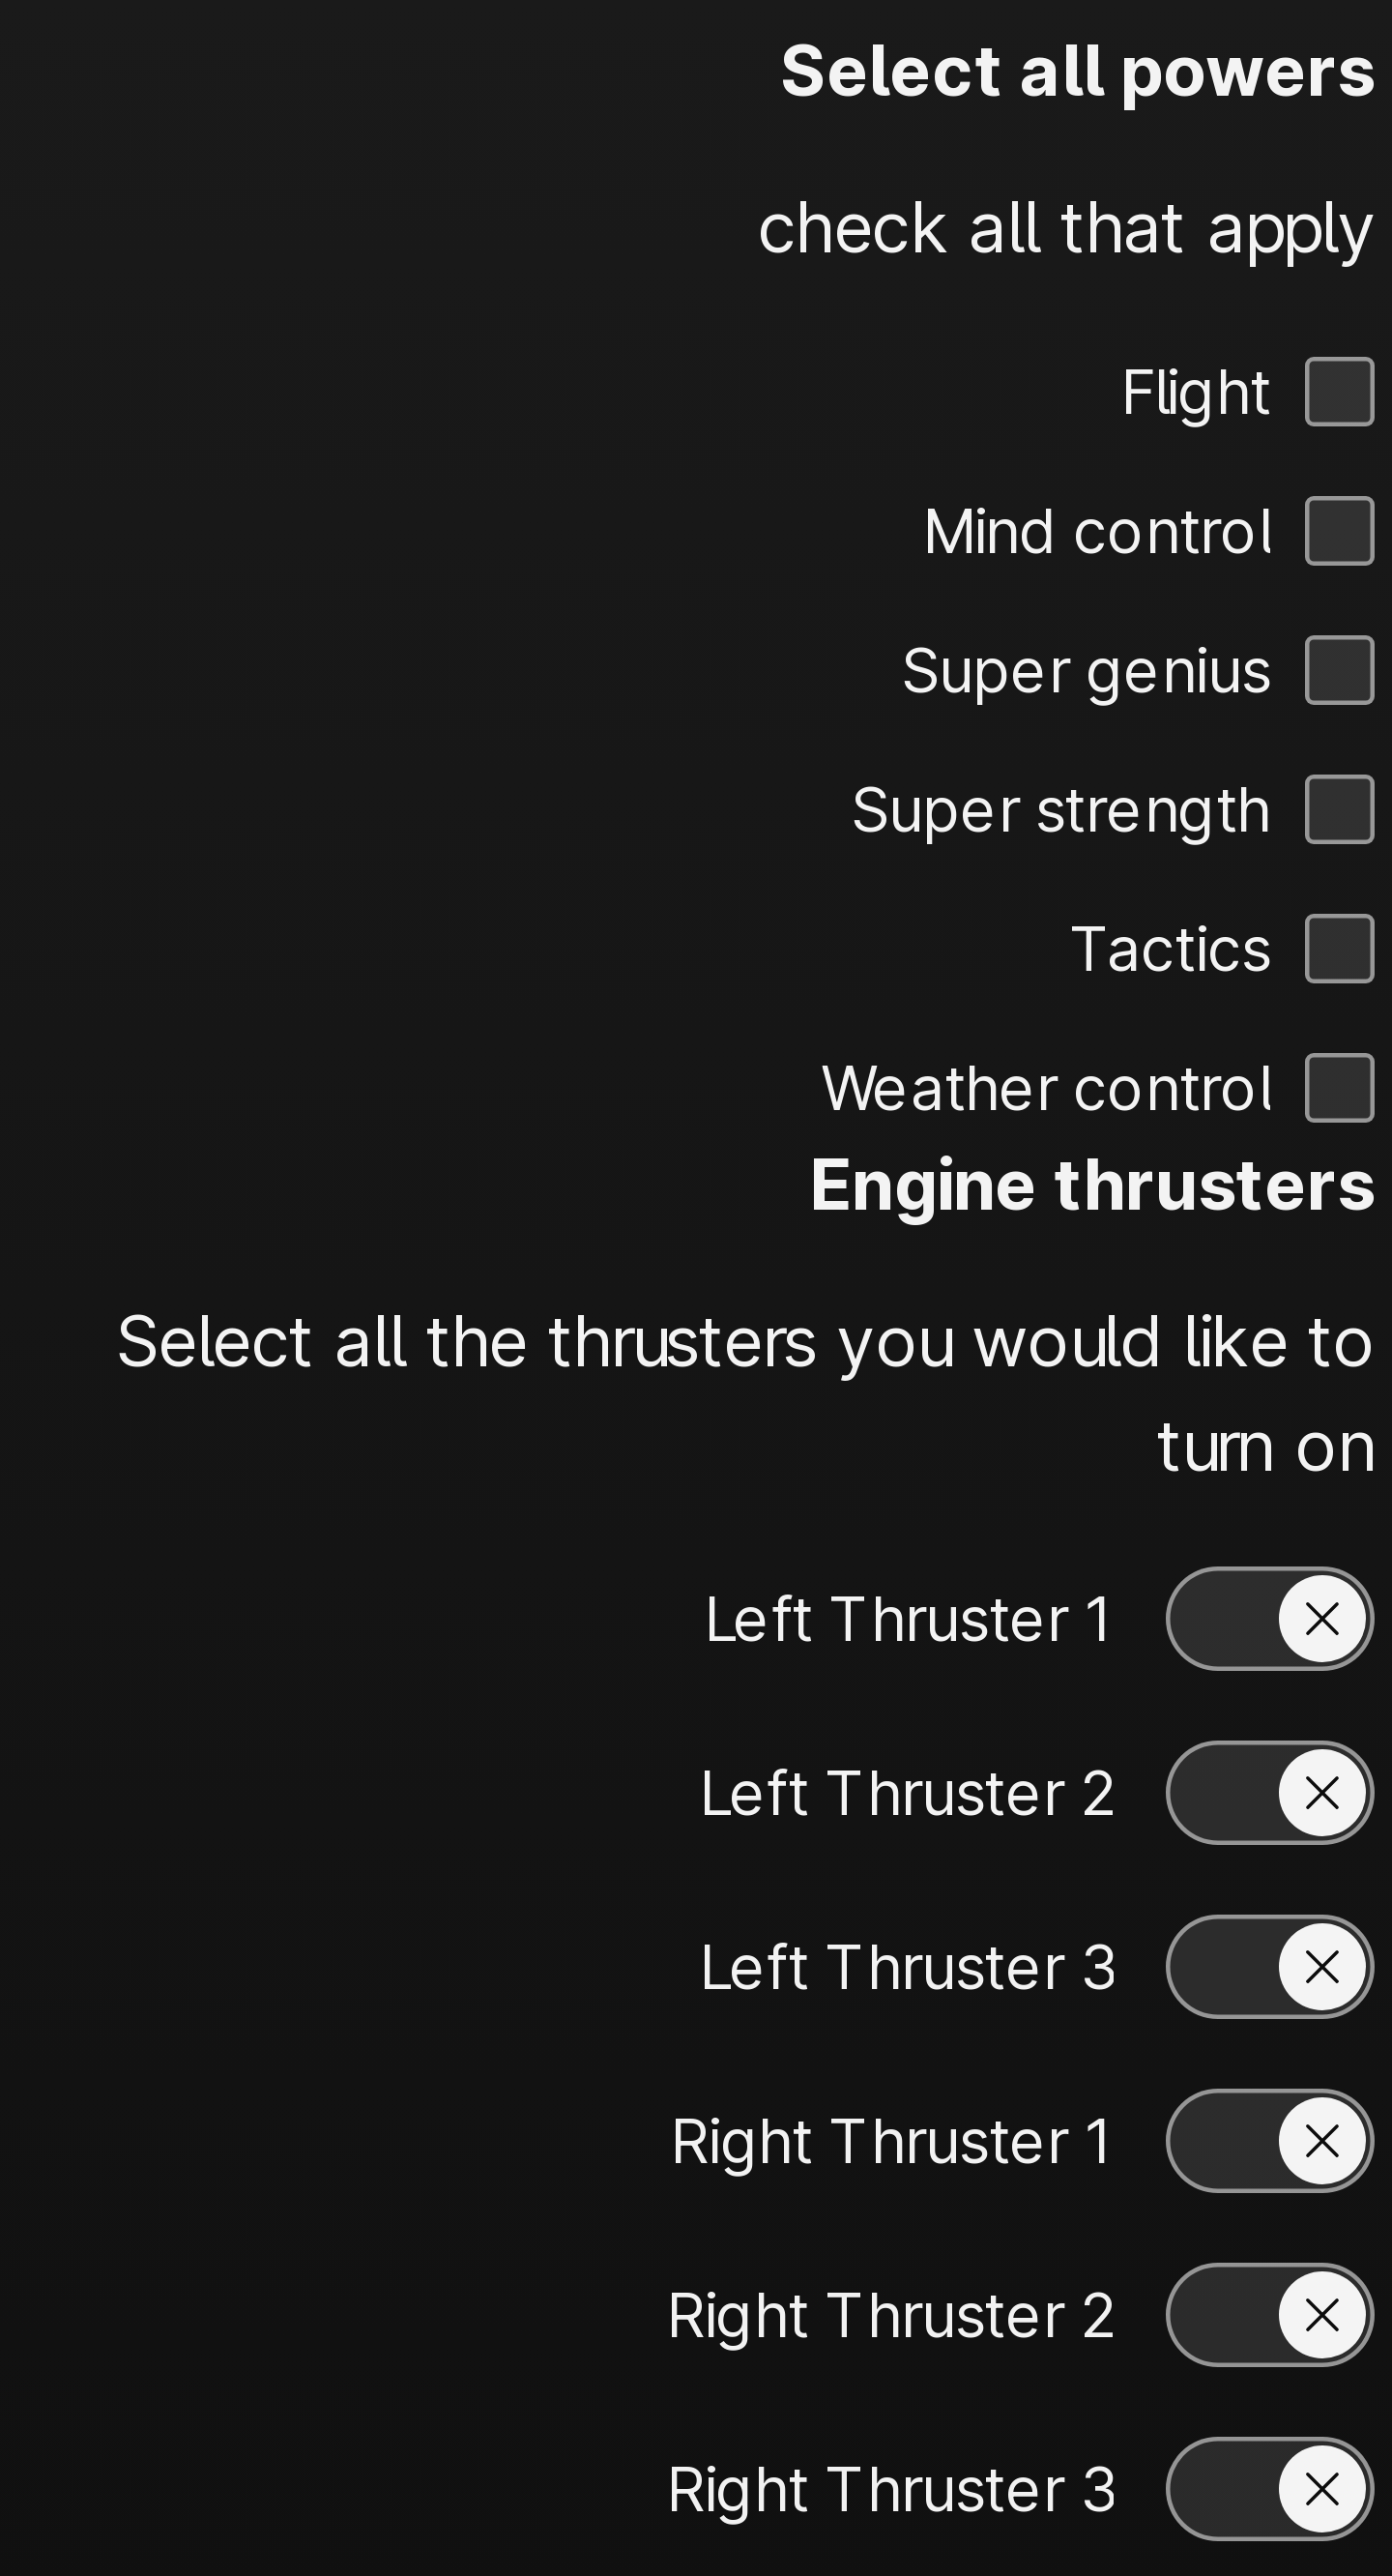 Select all powers
check all that apply
Flight
Mind control
Super genius
Super strength
Tactics
Weather control
Engine thrusters
Select all the thrusters you would like to
turn on
Left Thruster 1
Left Thruster 2
Left Thruster 3
Right Thruster 1
Right Thruster 2
Right Thruster 3